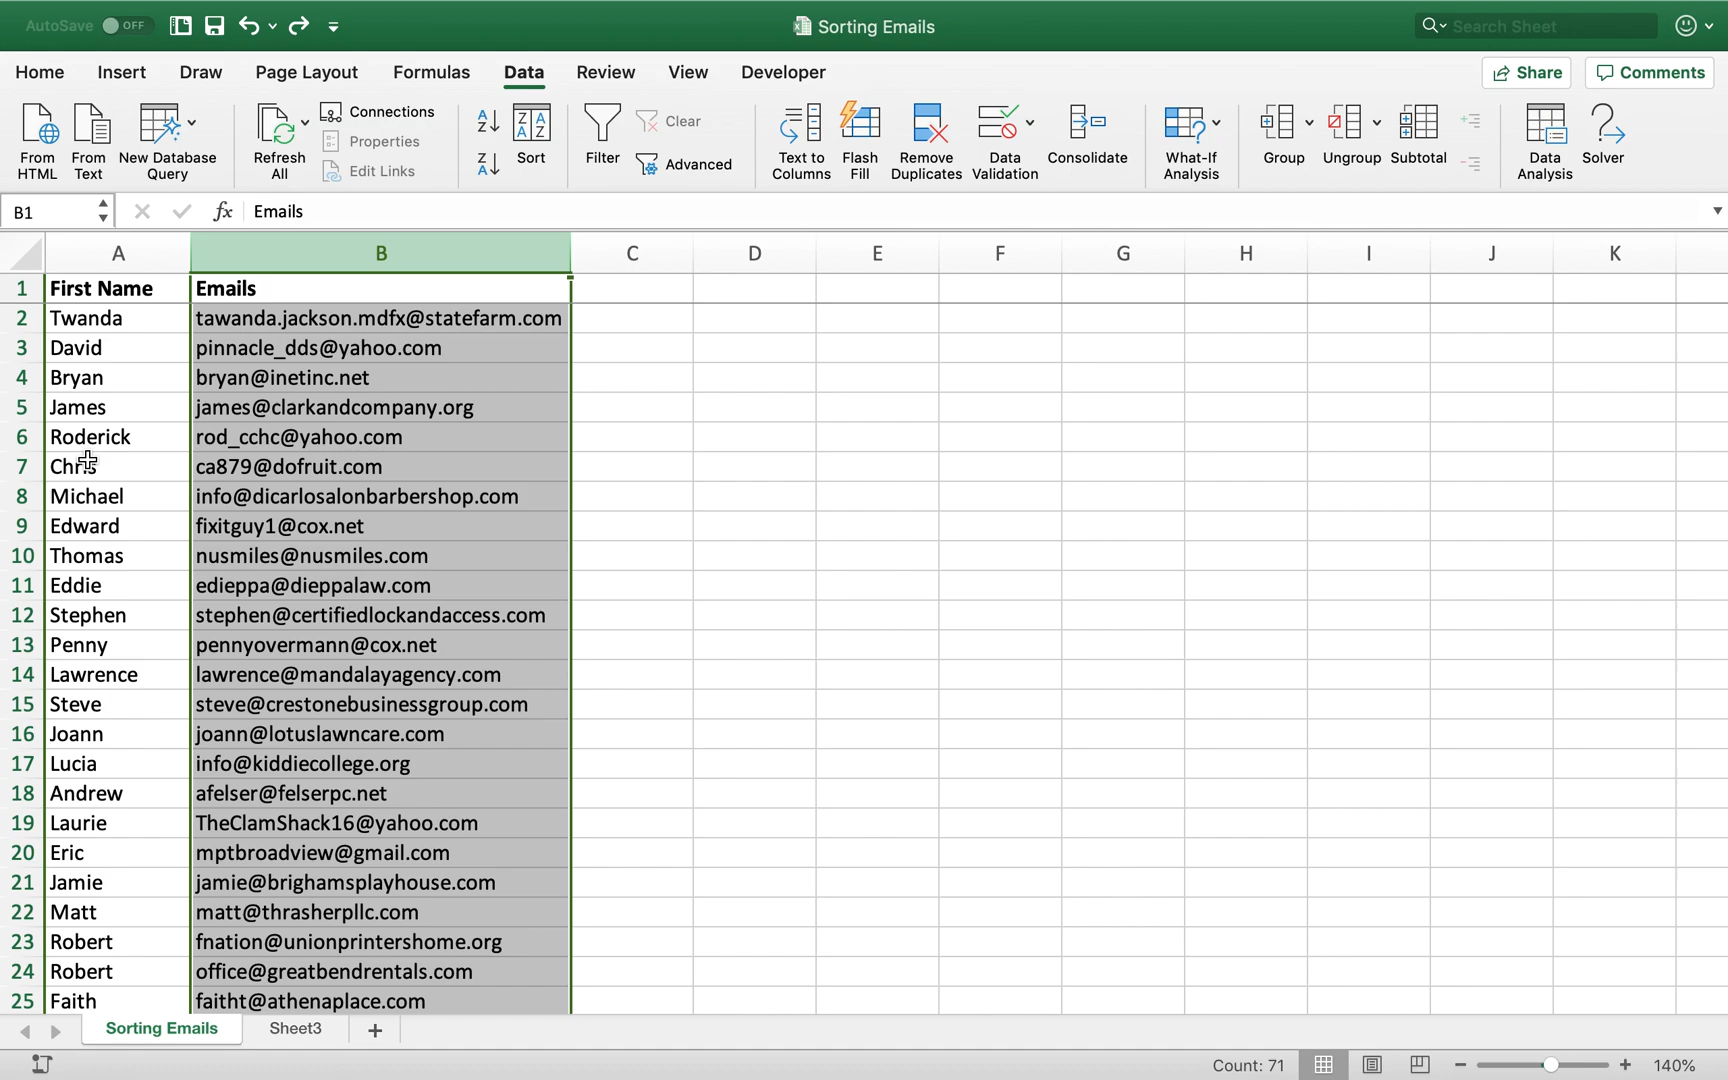 AutoSave OFF Sorting Emails Search Sheet
Home Insert Draw Page Layout Formulas Data Review View Developer Share Comments
From HTML
From Text
New Database Query
Refresh All
Connections
Properties
Edit Links
Sort
Filter
Clear
Advanced
Text to Columns
Flash Fill
Remove Duplicates
Data Validation
Consolidate
What-If Analysis
Group
Ungroup
Subtotal
Data Analysis
Solver
B1 fx Emails
A B C D E F G H I J K
1 First Name Emails
2 Twanda tawanda.jackson.mdfx@statefarm.com
3 David pinnacle_dds@yahoo.com
4 Bryan bryan@inetinc.net
5 James james@clarkandcompany.org
6 Roderick rod_cchc@yahoo.com
7 Chris ca879@dofruit.com
8 Michael info@dicarlosalonbarbershop.com
9 Edward fixitguy1@cox.net
10 Thomas nusmiles@nusmiles.com
11 Eddie edieppa@dieppalaw.com
12 Stephen stephen@certifiedlockandaccess.com
13 Penny pennyovermann@cox.net
14 Lawrence lawrence@mandalayagency.com
15 Steve steve@crestonebusinessgroup.com
16 Joann joann@lotuslawncare.com
17 Lucia info@kiddiecollege.org
18 Andrew afelser@felserpc.net
19 Laurie TheClamShack16@yahoo.com
20 Eric mptbroadview@gmail.com
21 Jamie jamie@brighamsplayhouse.com
22 Matt matt@thrasherpllc.com
23 Robert fnation@unionprintershome.org
24 Robert office@greatbendrentals.com
25 Faith faitht@athenaplace.com
Sorting Emails Sheet3 +
Count: 71 140%